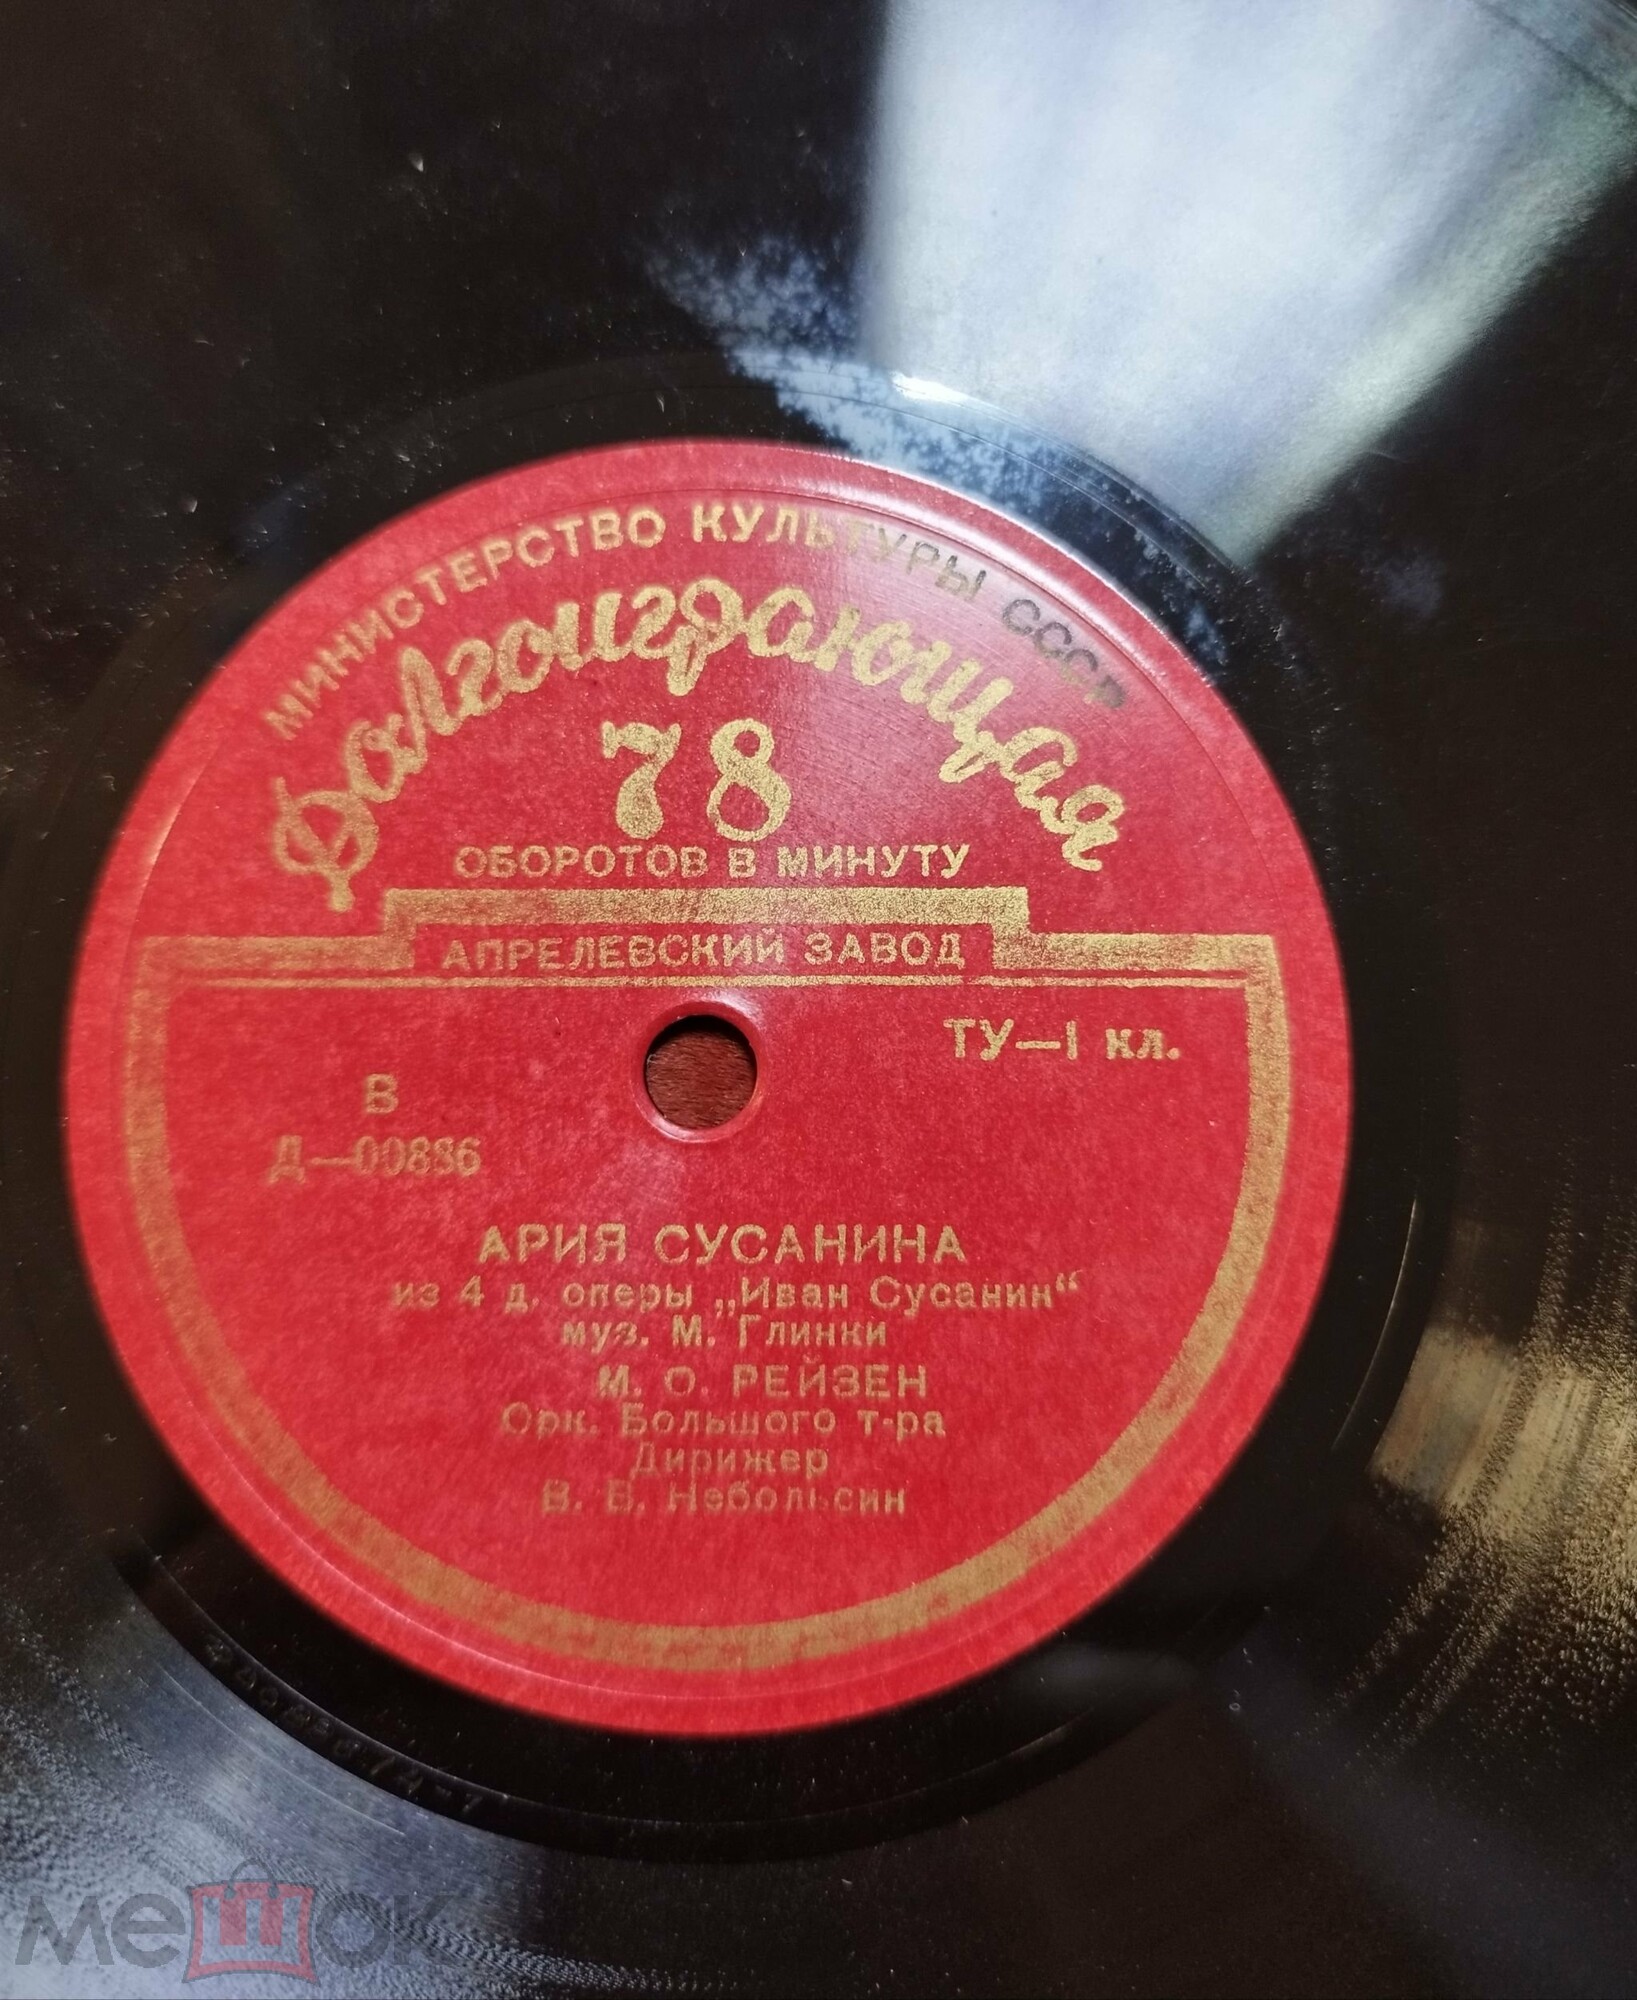 МИНИСТЕРСТВО КУЛЬТУРЫ СССР
Долгоиграющая
78
ОБОРОТОВ В МИНУТУ
АПРЕЛЕВСКИЙ ЗАВОД
ТУ—I кл.
В
Д—00886
АРИЯ СУСАНИНА
из 4 д. оперы „Иван Сусанин“
муз. М. Глинки
М. О. РЕЙЗЕН
Орк. Большого т-ра
Дирижер
В. В. Небольсин
мешок